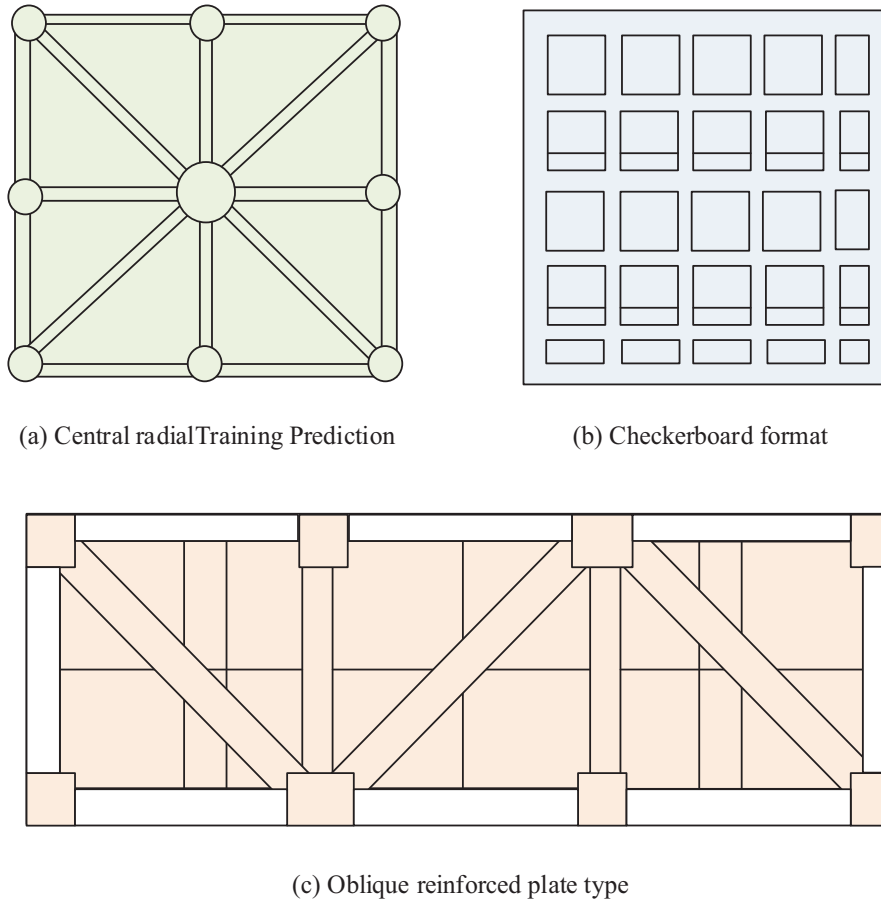 (a) Central radialTraining Prediction
(b) Checkerboard format
(c) Oblique reinforced plate type